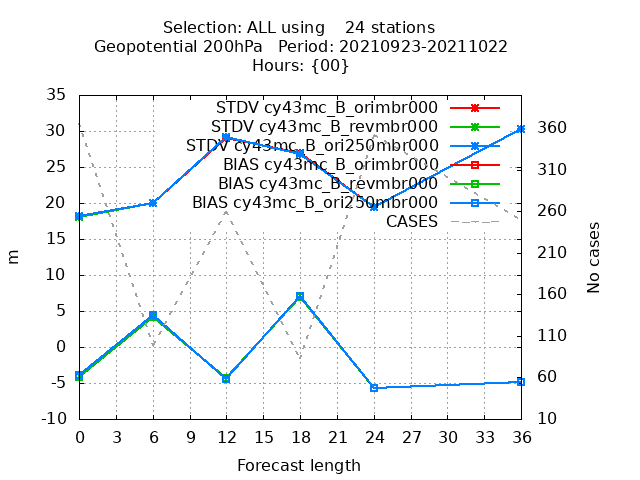 Selection: ALL using    24 stations
Geopotential 200hPa   Period: 20210923-20211022
Hours: {00}
STDV cy43mc_B_orimbr000
STDV cy43mc_B_revmbr000
STDV cy43mc_B_ori250mbr000
BIAS cy43mc_B_orimbr000
BIAS cy43mc_B_revmbr000
BIAS cy43mc_B_ori250mbr000
CASES
35
30
25
20
15
10
5
0
-5
-10
m
360
310
260
210
160
110
60
10
No cases
0 3 6 9 12 15 18 21 24 27 30 33 36
Forecast length